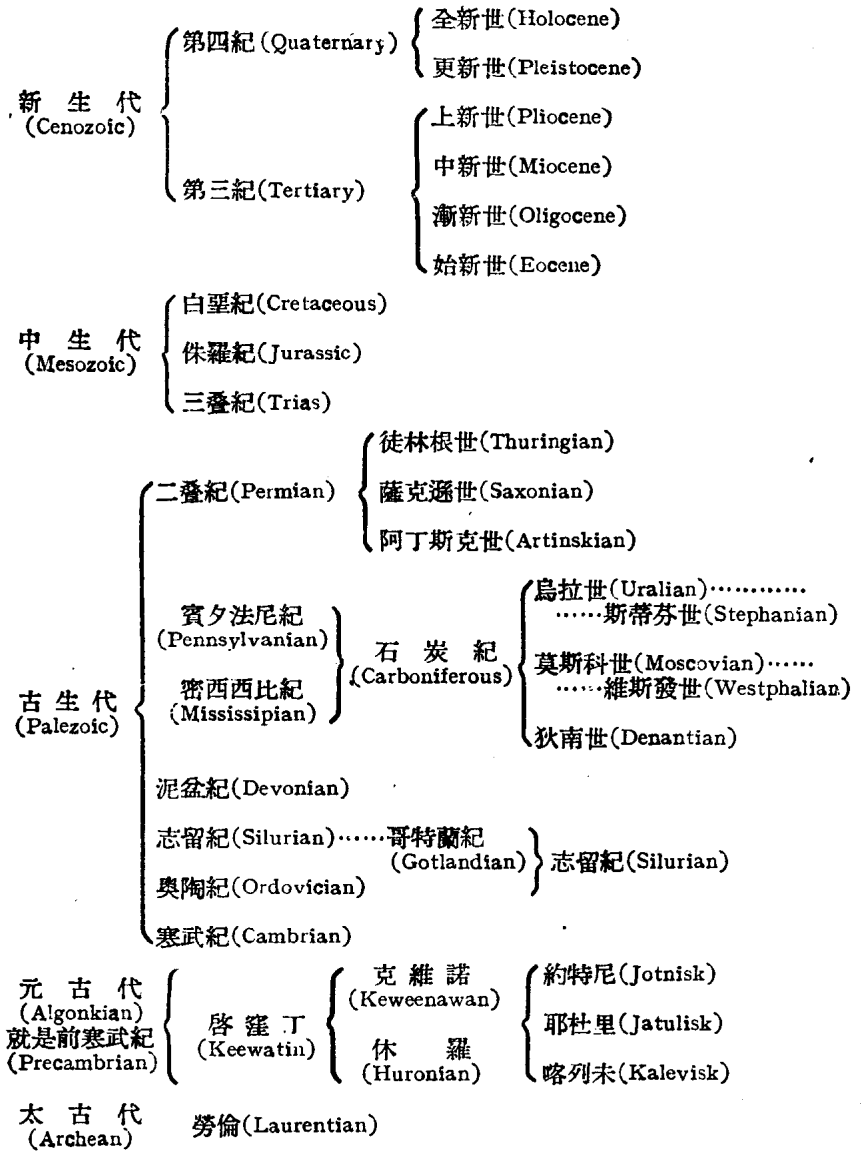 第四紀(Quaternary)
全新世(Holocene)
更新世(Pleistocene)
新生代
(Cenozoic)
第三紀(Tertiary)
上新世(Pliocene)
中新世(Miocene)
漸新世(Oligocene)
始新世(Eocene)
中生代
(Mesozoic)
白堊紀(Cretaceous)
侏羅紀(Jurassic)
三叠紀(Trias)
古生代
(Palezoic)
二叠紀(Permian)
徒林根世(Thuringian)
薩克遜世(Saxonian)
阿丁斯克世(Artinskian)
賓夕法尼紀
(Pennsylvanian)
密西西比紀
(Mississipian)
石炭紀
(Carboniferous)
烏拉世(Uralian)…………
……斯蒂芬世(Stephanian)
莫斯科世(Moscovian)……
……維斯發世(Westphalian)
狄南世(Denantian)
泥盆紀(Devonian)
志留紀(Silurian)……哥特蘭紀
(Gotlandian)
志留紀(Silurian)
奧陶紀(Ordovician)
寒武紀(Cambrian)
元古代
(Algonkian)
就是前寒武紀
(Precambrian)
啓窪丁
(Keewatin)
克維諾
(Keweenawan)
休羅
(Huronian)
約特尼(Jotnisk)
耶杜里(Jatulisk)
喀列未(Kalevisk)
太古代
(Archean)
勞倫(Laurentian)